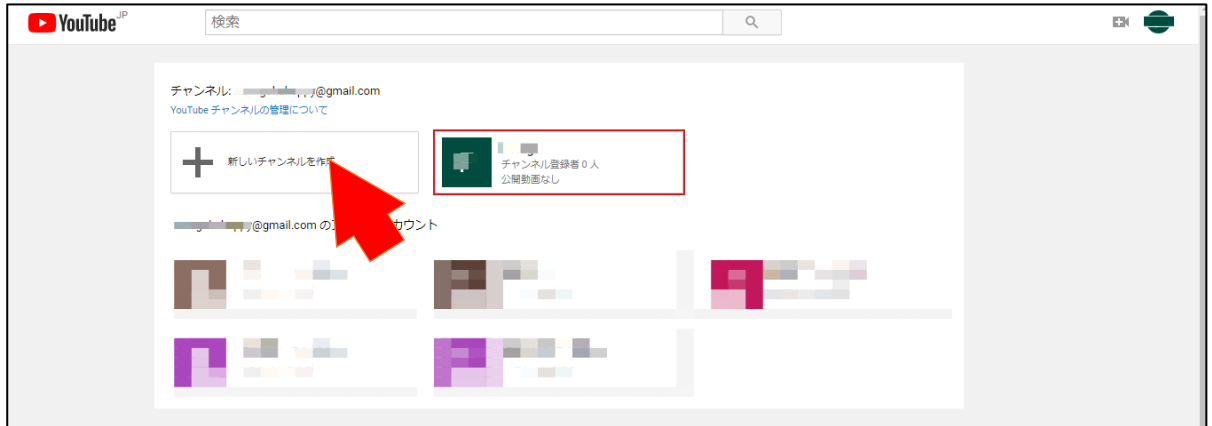 YouTube JP
検索
チャンネル: @gmail.com
YouTube チャンネルの管理について
新しいチャンネルを作成
チャンネル登録者 0 人
公開動画なし
@gmail.com の カウント